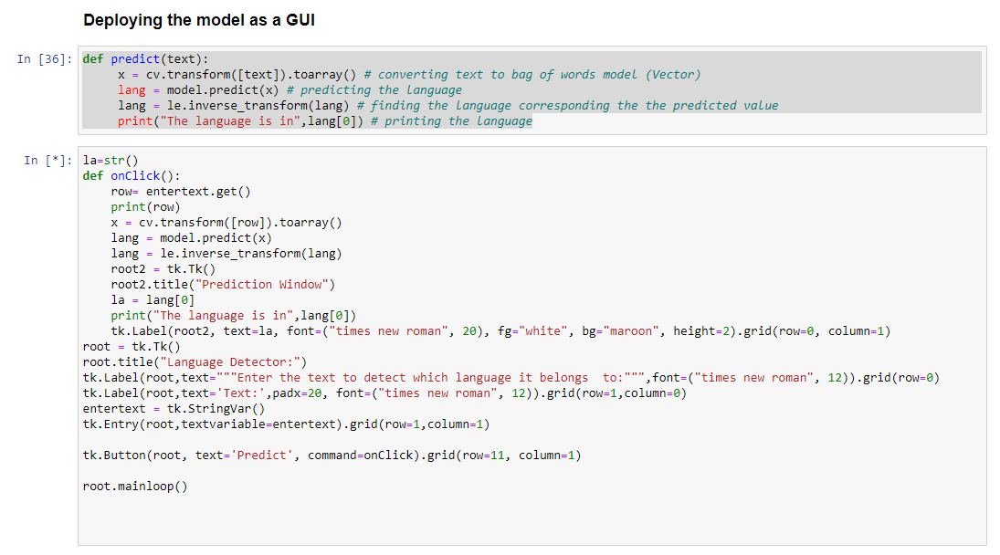 Deploying the model as a GUI
In [36]: def predict(text):
     x = cv.transform([text]).toarray() # converting text to bag of words model (Vector)
     lang = model.predict(x) # predicting the language
     lang = le.inverse_transform(lang) # finding the language corresponding the the predicted value
     print("The language is in",lang[0]) # printing the language
In [*]: la=str()
def onClick():
    row= entertext.get()
    print(row)
    x = cv.transform([row]).toarray()
    lang = model.predict(x)
    lang = le.inverse_transform(lang)
    root2 = tk.Tk()
    root2.title("Prediction Window")
    la = lang[0]
    print("The language is in",lang[0])
    tk.Label(root2, text=la, font=("times new roman", 20), fg="white", bg="maroon", height=2).grid(row=0, column=1)
root = tk.Tk()
root.title("Language Detector:")
tk.Label(root,text="""Enter the text to detect which language it belongs  to:""",font=("times new roman", 12)).grid(row=0)
tk.Label(root,text='Text:',padx=20, font=("times new roman", 12)).grid(row=1,column=0)
entertext = tk.StringVar()
tk.Entry(root,textvariable=entertext).grid(row=1,column=1)
tk.Button(root, text='Predict', command=onClick).grid(row=11, column=1)
root.mainloop()